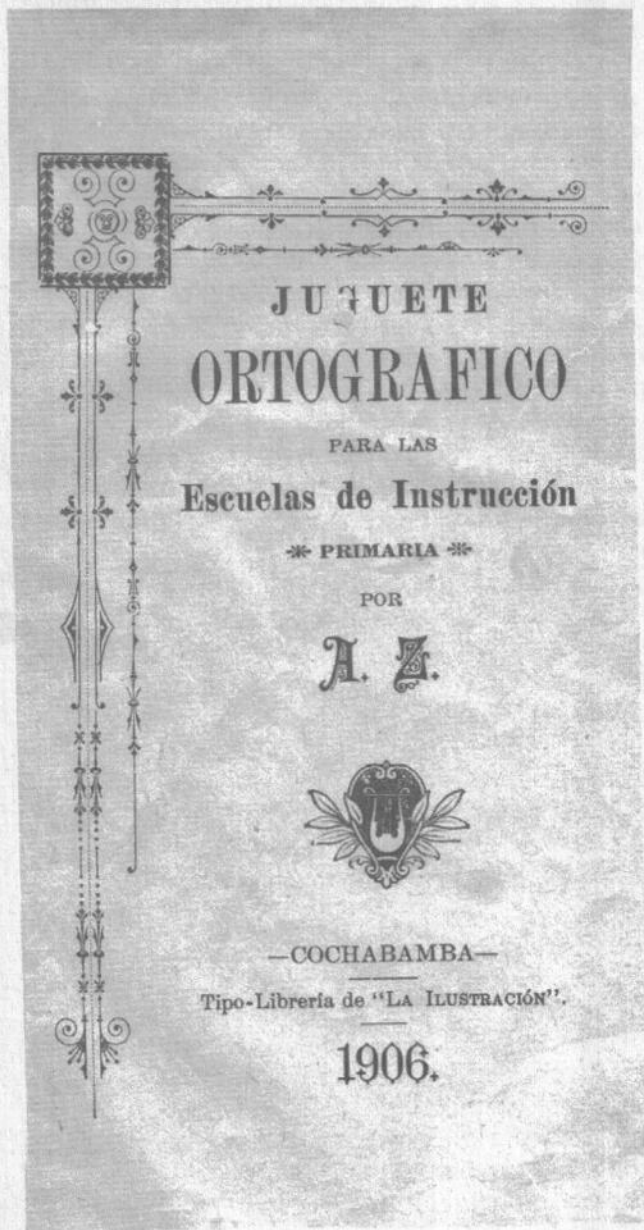 JUGUETE
ORTOGRAFICO
PARA LAS
Escuelas de Instrucción
PRIMARIA
POR
A. Z.
—COCHABAMBA—
Tipo-Librería de “LA ILUSTRACIÓN”.
1906.